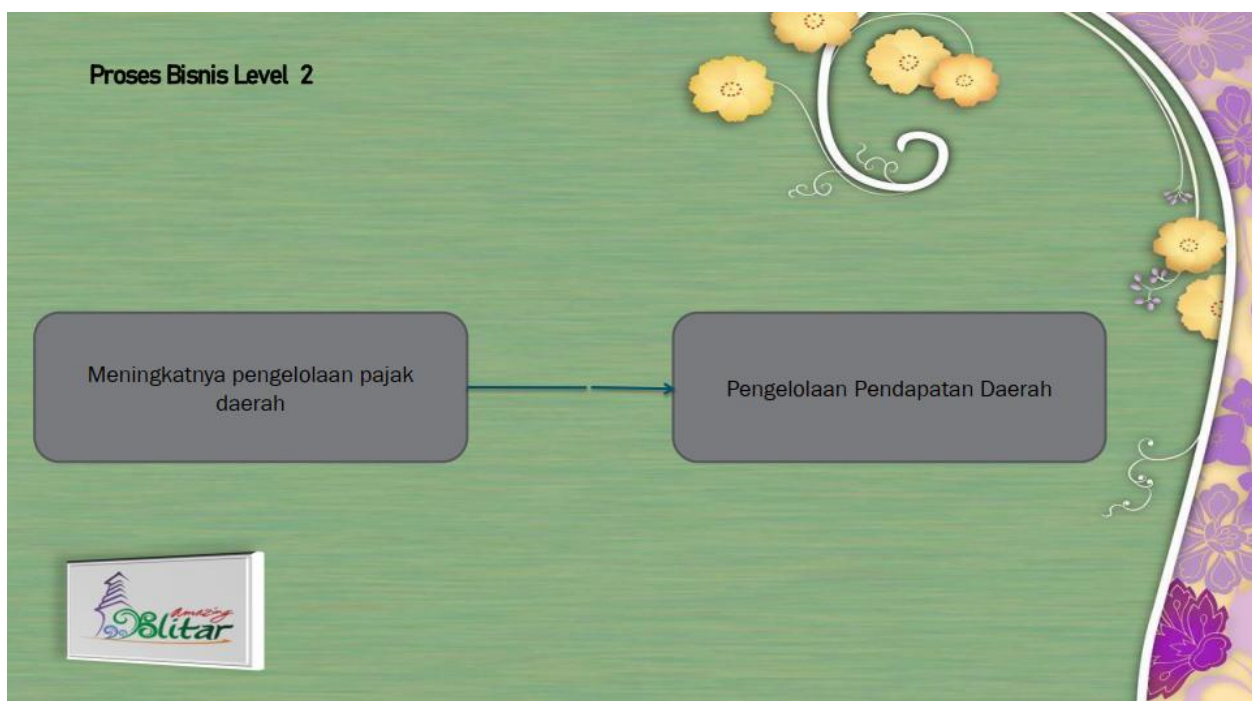 Proses Bisnis Level 2
Meningkatnya pengelolaan pajak
daerah
Pengelolaan Pendapatan Daerah
amazing
Blitar